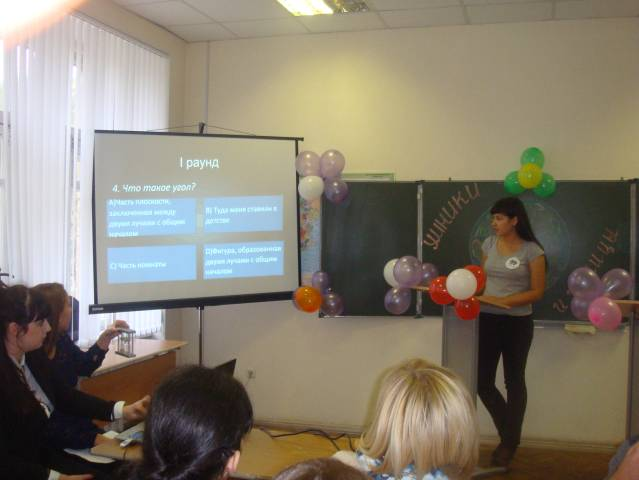 I раунд
4. Что такое угол?
А)Часть плоскости,
заключенная между
двумя лучами с общим
началом
В) Туда меня ставили в
детстве
С) Часть комнаты
D)Фигура, образованная
двумя лучами с общим
началом